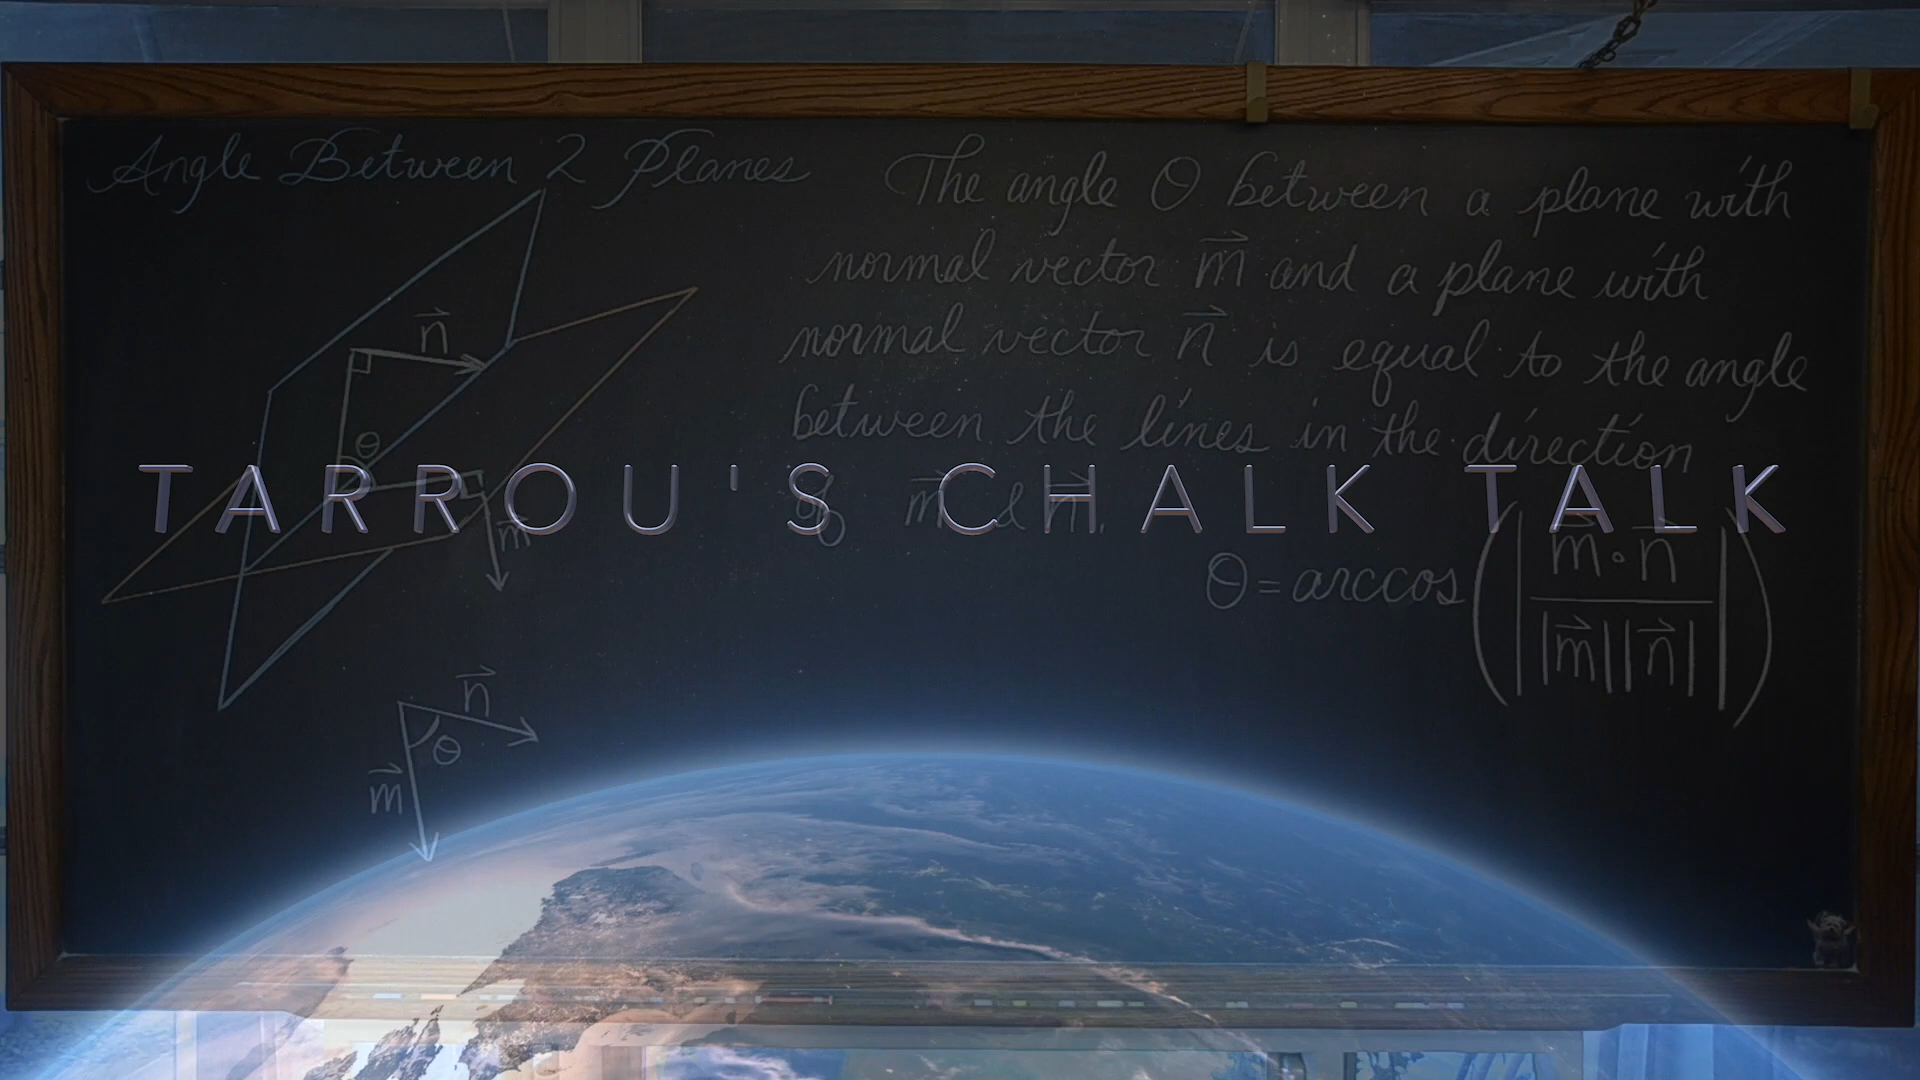 Angle Between 2 Planes
The angle θ between a plane with
normal vector m⃗ and a plane with
normal vector n⃗ is equal to the angle
between the lines in the direction
of m⃗ & n⃗.
TARROU'S CHALK TALK
θ = arccos(|m⃗∘n⃗ / |m⃗||n⃗||)
n⃗
θ
m⃗
n⃗
θ
m⃗